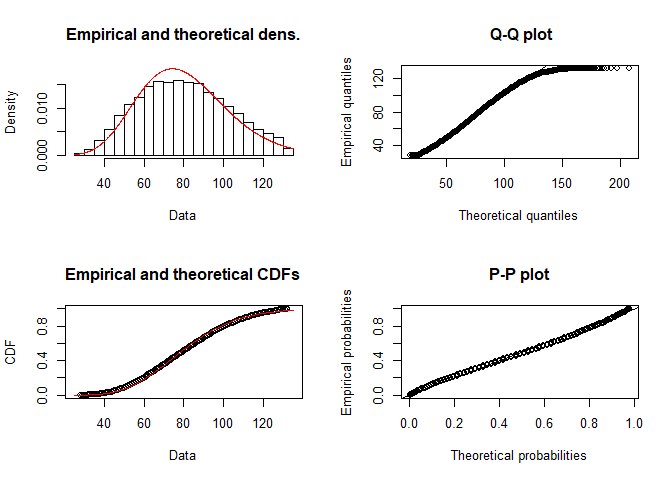 Empirical and theoretical dens.
Density
0.000 0.010
40 60 80 100 120
Data
Q-Q plot
Empirical quantiles
40 80 120
50 100 150 200
Theoretical quantiles
Empirical and theoretical CDFs
CDF
0.0 0.4 0.8
40 60 80 100 120
Data
P-P plot
Empirical probabilities
0.0 0.4 0.8
0.0 0.2 0.4 0.6 0.8 1.0
Theoretical probabilities